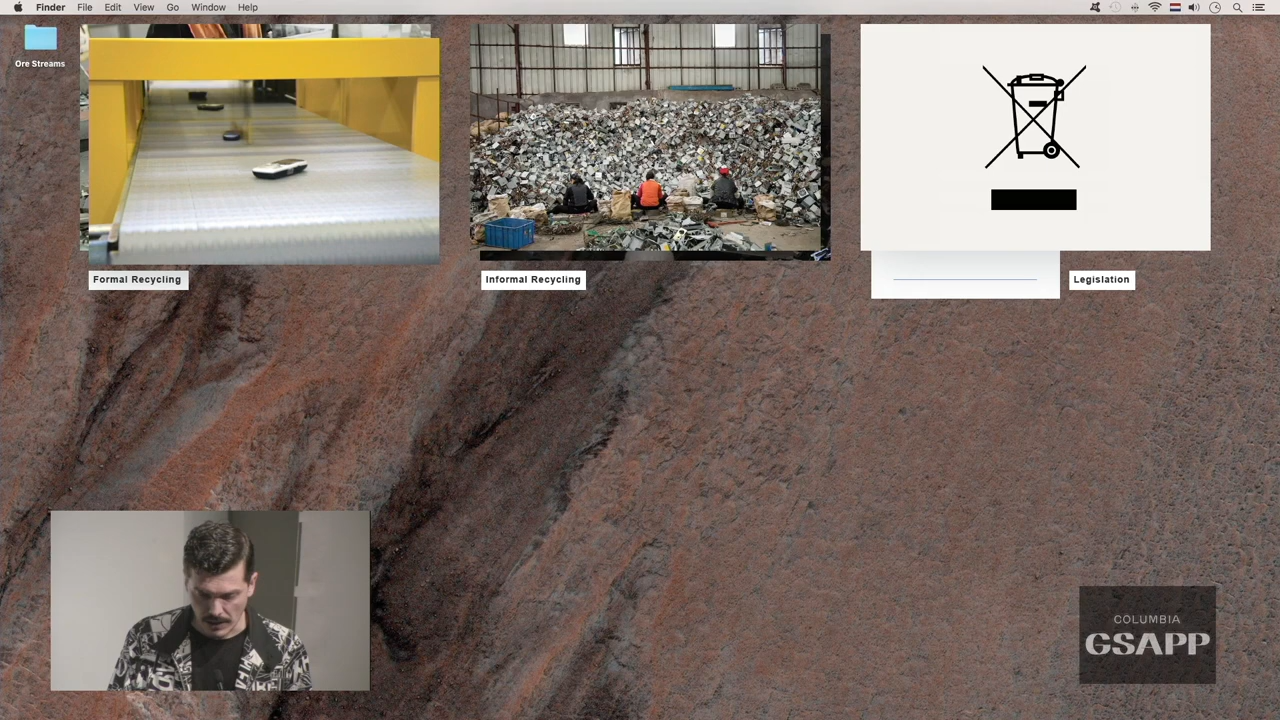 Finder File Edit View Go Window Help
Ore Streams
Formal Recycling
Informal Recycling
Legislation
COLUMBIA
GSAPP